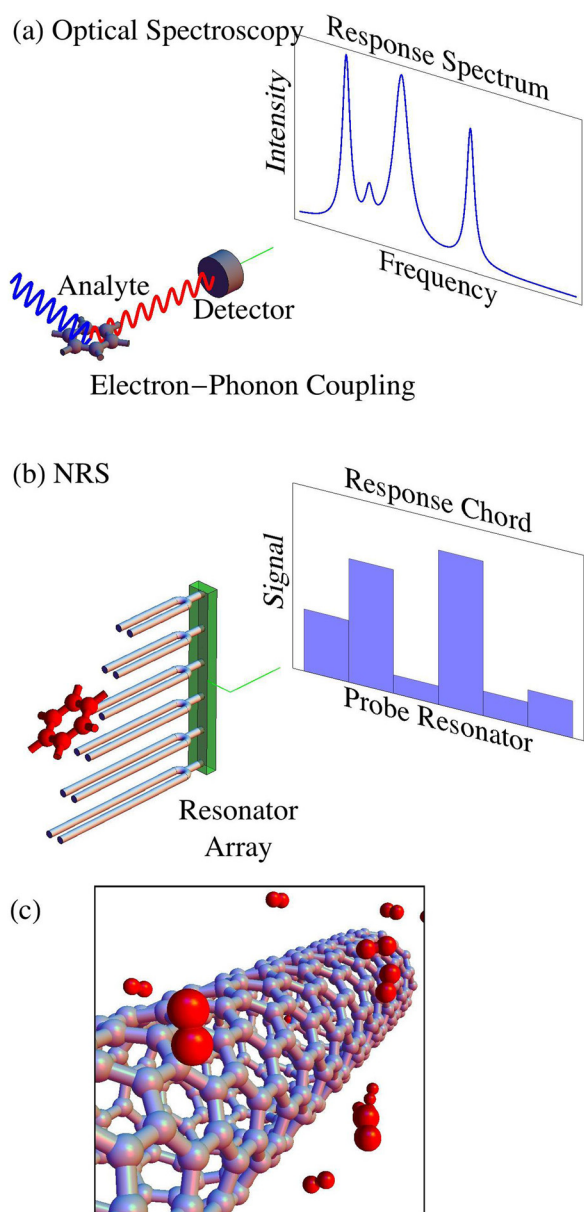 (a) Optical Spectroscopy
Response Spectrum
Intensity
Frequency
Analyte
Detector
Electron−Phonon Coupling
(b) NRS
Response Chord
Signal
Probe Resonator
Resonator
Array
(c)